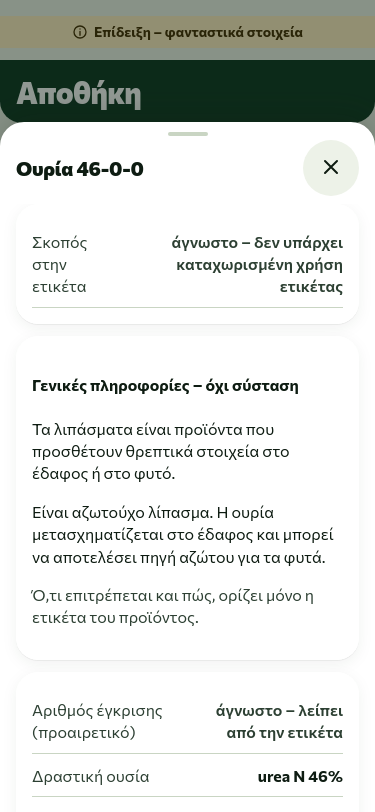 Επίδειξη – φανταστικά στοιχεία
Αποθήκη
Ουρία 46-0-0
Σκοπός στην ετικέτα
άγνωστο – δεν υπάρχει καταχωρισμένη χρήση ετικέτας
Γενικές πληροφορίες – όχι σύσταση
Τα λιπάσματα είναι προϊόντα που
προσθέτουν θρεπτικά στοιχεία στο
έδαφος ή στο φυτό.
Είναι αζωτούχο λίπασμα. Η ουρία
μετασχηματίζεται στο έδαφος και μπορεί
να αποτελέσει πηγή αζώτου για τα φυτά.
Ό,τι επιτρέπεται και πώς, ορίζει μόνο η
ετικέτα του προϊόντος.
Αριθμός έγκρισης (προαιρετικό)
άγνωστο – λείπει από την ετικέτα
Δραστική ουσία
urea N 46%